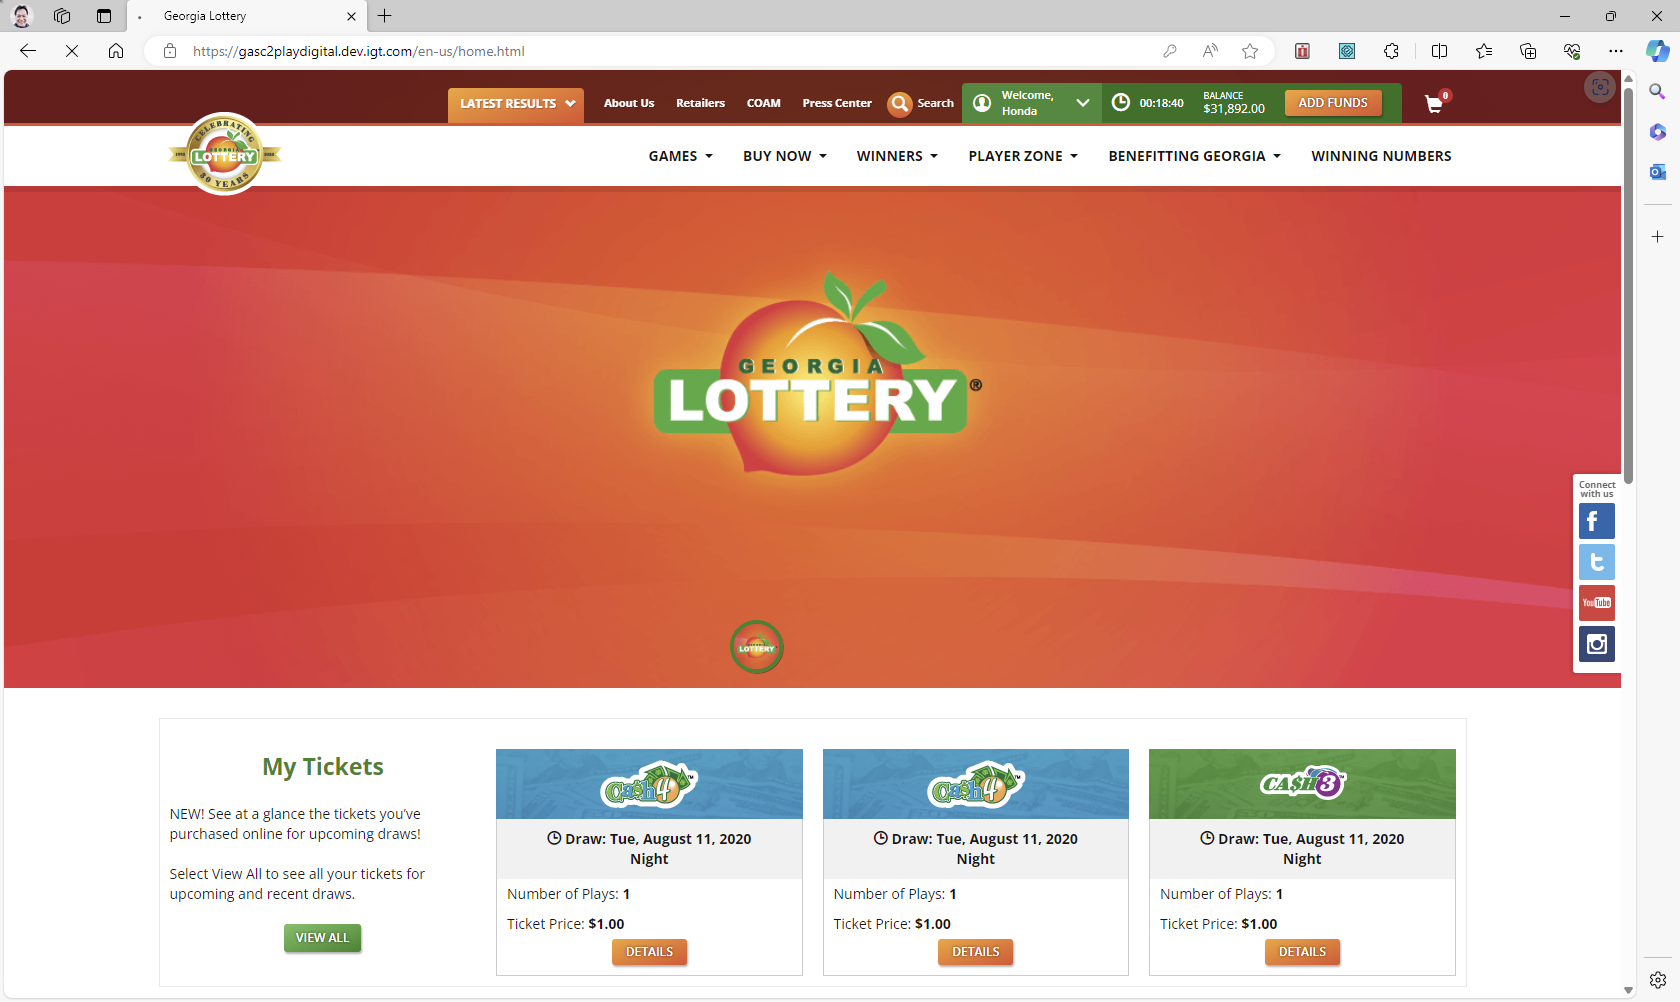 Georgia Lottery
https://gasc2playdigital.dev.igt.com/en-us/home.html
LATEST RESULTS
About Us
Retailers
COAM
Press Center
Search
Welcome,
Honda
00:18:40
BALANCE
$31,892.00
ADD FUNDS
0
CELEBRATING
GEORGIA
LOTTERY
30 YEARS
GAMES
BUY NOW
WINNERS
PLAYER ZONE
BENEFITTING GEORGIA
WINNING NUMBERS
GEORGIA
LOTTERY®
Connect
with us
YouTube
LOTTERY
My Tickets
NEW! See at a glance the tickets you’ve
purchased online for upcoming draws!
Select View All to see all your tickets for
upcoming and recent draws.
VIEW ALL
Cash 4™
Draw: Tue, August 11, 2020
Night
Number of Plays: 1
Ticket Price: $1.00
DETAILS
Cash 4™
Draw: Tue, August 11, 2020
Night
Number of Plays: 1
Ticket Price: $1.00
DETAILS
CA$H 3™
Draw: Tue, August 11, 2020
Night
Number of Plays: 1
Ticket Price: $1.00
DETAILS